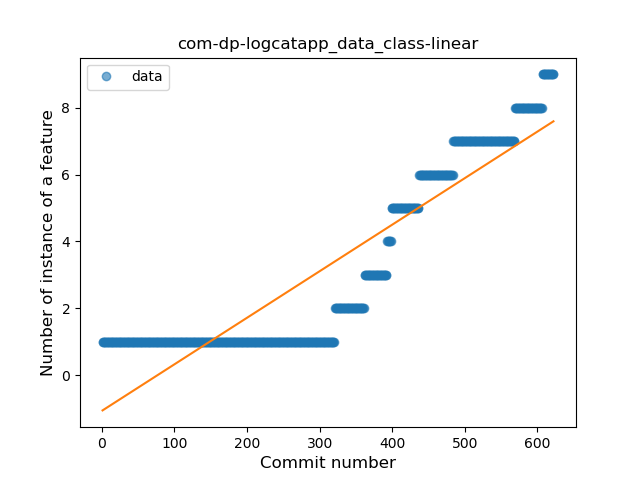 com-dp-logcatapp_data_class-linear
data
Number of instance of a feature
8
6
4
2
0
0 100 200 300 400 500 600
Commit number